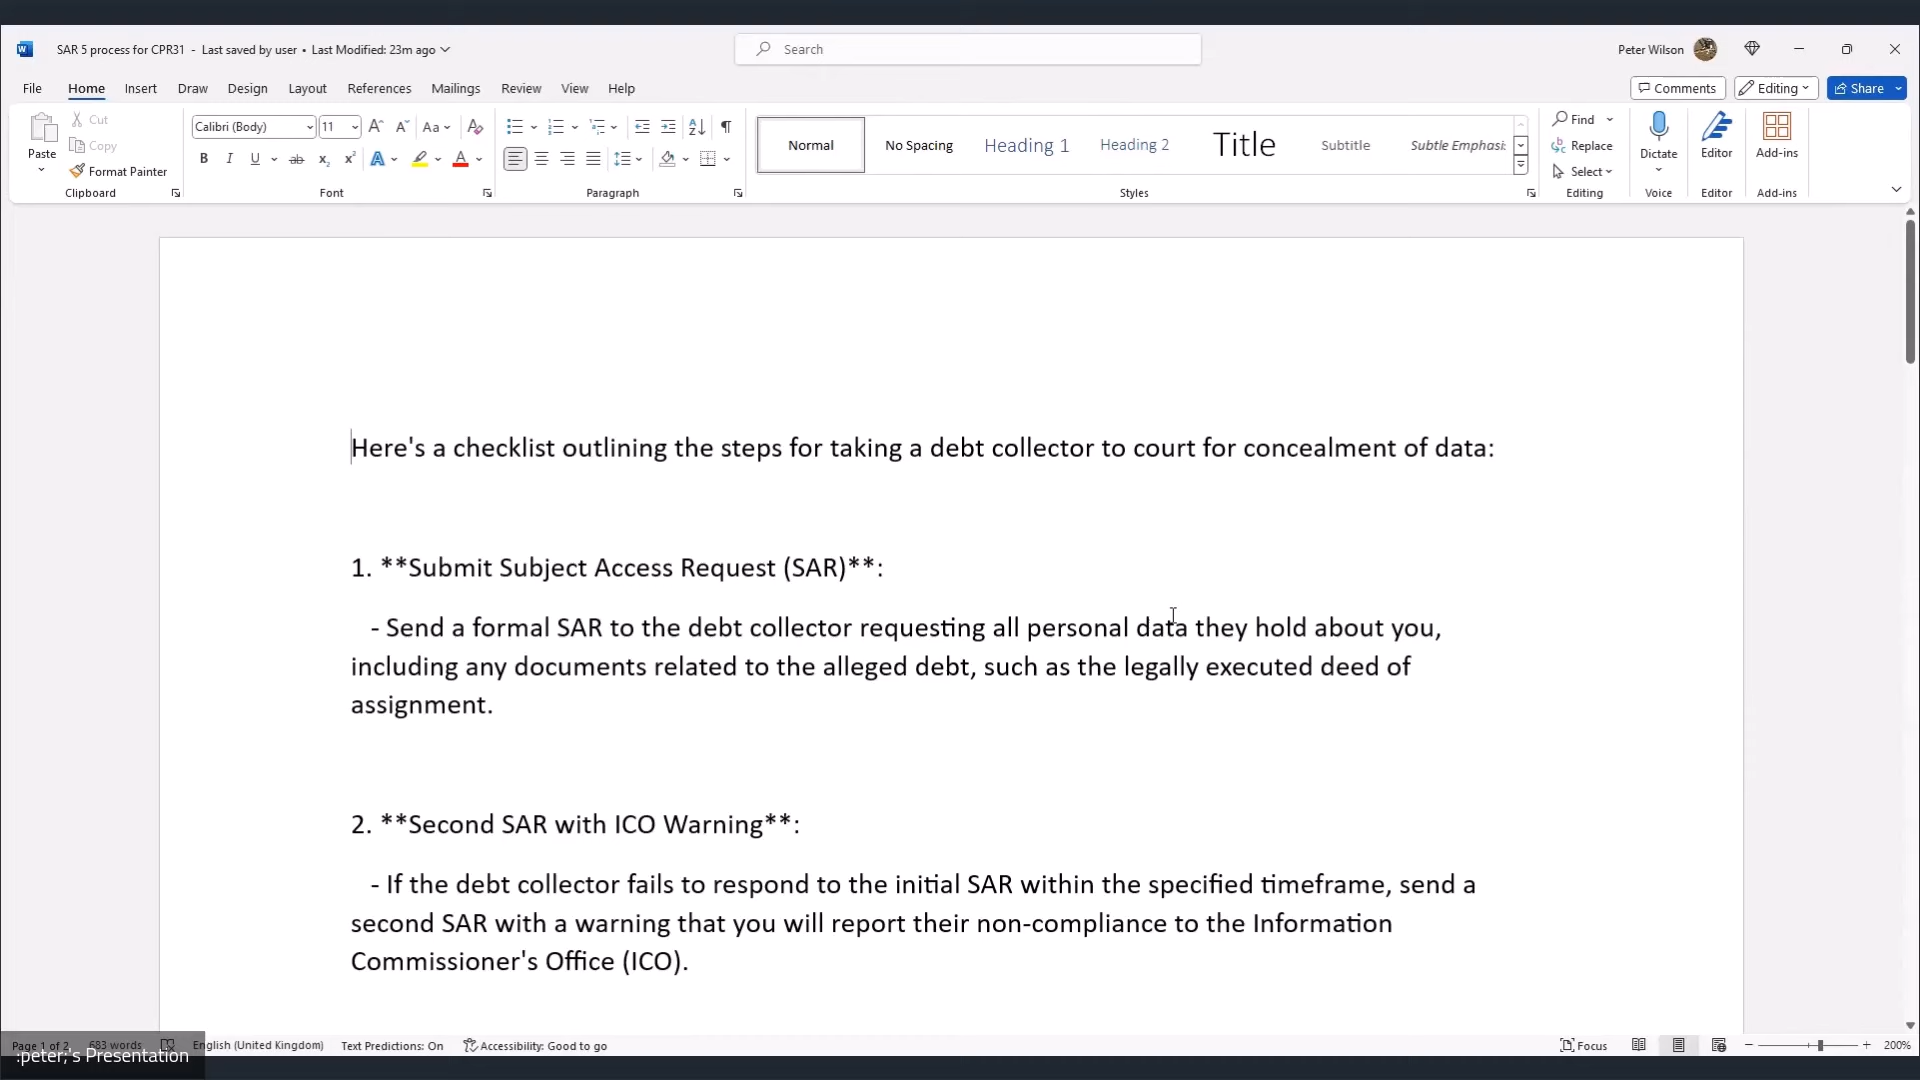 SAR 5 process for CPR31 - Last saved by user • Last Modified: 23m ago
Search
Peter Wilson
File Home Insert Draw Design Layout References Mailings Review View Help
Comments Editing Share
Paste
Cut
Copy
Format Painter
Clipboard
Calibri (Body) 11
Font
Paragraph
Normal No Spacing Heading 1 Heading 2 Title Subtitle Subtle Emphasi:
Styles
Find
Replace
Select
Editing
Dictate
Voice
Editor
Editor
Add-ins
Add-ins
Here's a checklist outlining the steps for taking a debt collector to court for concealment of data:
1. **Submit Subject Access Request (SAR)**:
- Send a formal SAR to the debt collector requesting all personal data they hold about you,
including any documents related to the alleged debt, such as the legally executed deed of
assignment.
2. **Second SAR with ICO Warning**:
- If the debt collector fails to respond to the initial SAR within the specified timeframe, send a
second SAR with a warning that you will report their non-compliance to the Information
Commissioner's Office (ICO).
Page 1 of 2 683 words English (United Kingdom) Text Predictions: On Accessibility: Good to go Focus 200%
:peter;'s Presentation